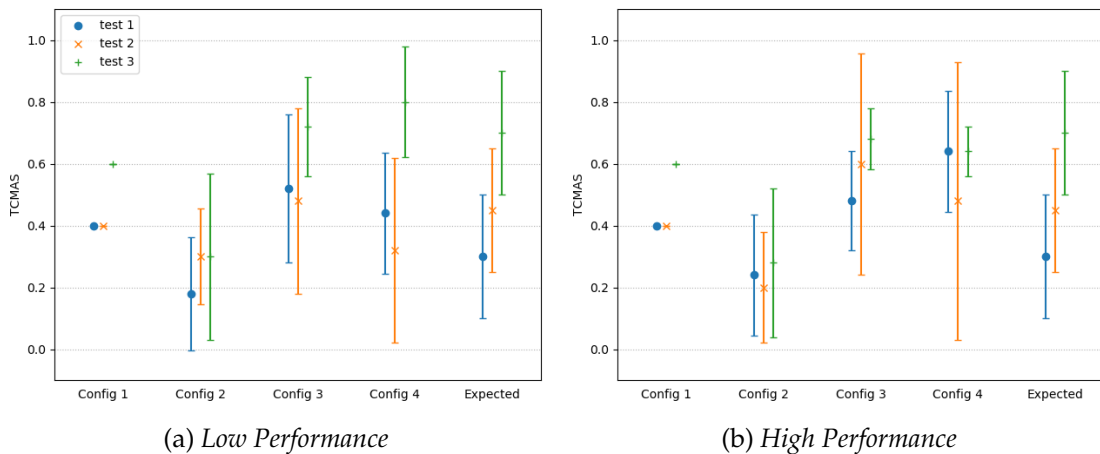 test 1
test 2
test 3
TCMAS
1.0
0.8
0.6
0.4
0.2
0.0
Config 1 Config 2 Config 3 Config 4 Expected
(a) Low Performance
TCMAS
1.0
0.8
0.6
0.4
0.2
0.0
Config 1 Config 2 Config 3 Config 4 Expected
(b) High Performance